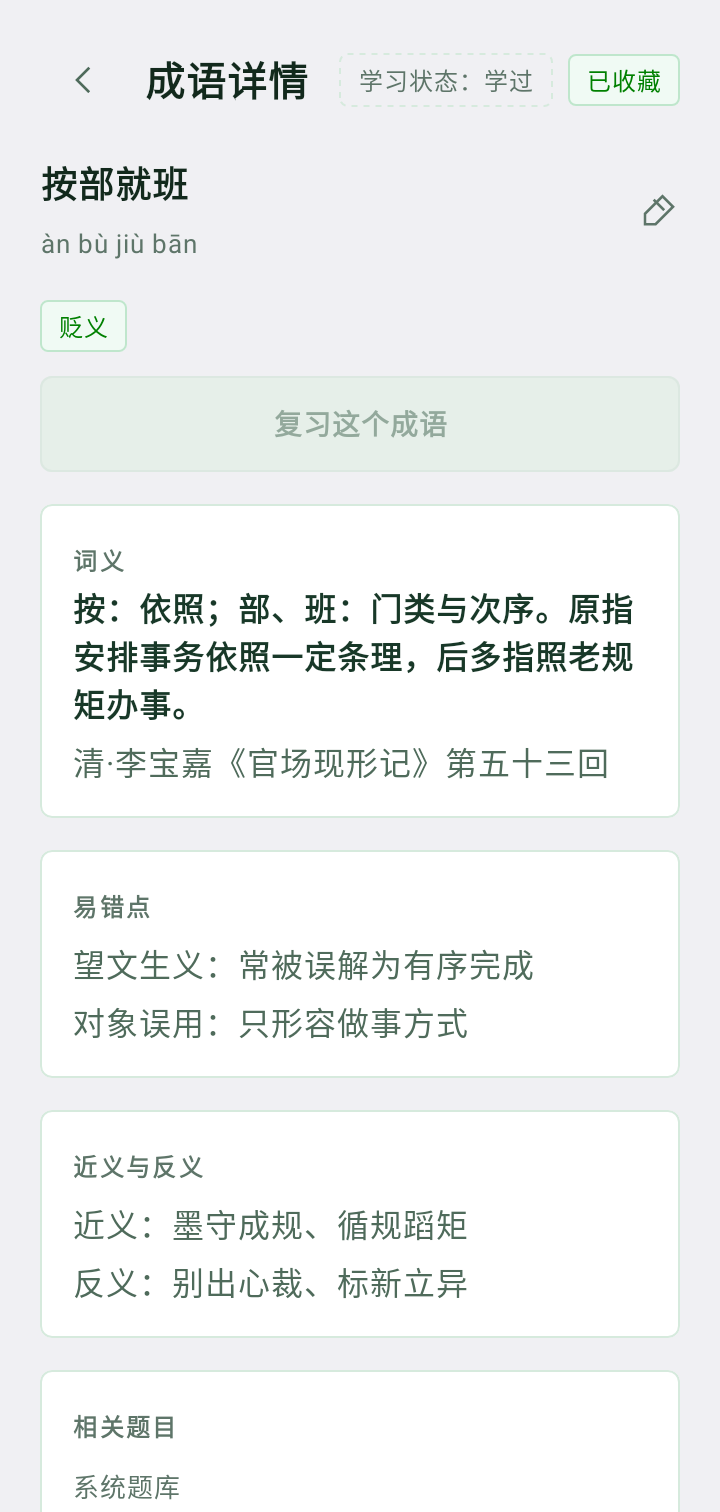 成语详情
学习状态：学过
已收藏
按部就班
àn bù jiù bān
贬义
复习这个成语
词义
按：依照；部、班：门类与次序。原指
安排事务依照一定条理，后多指照老规
矩办事。
清·李宝嘉《官场现形记》第五十三回
易错点
望文生义：常被误解为有序完成
对象误用：只形容做事方式
近义与反义
近义：墨守成规、循规蹈矩
反义：别出心裁、标新立异
相关题目
系统题库